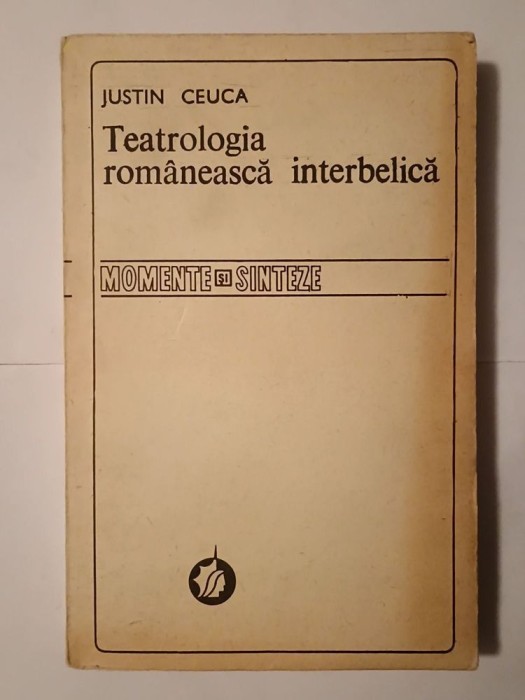 JUSTIN CEUCA
Teatrologia
românească interbelică
MOMENTE ȘI SINTEZE